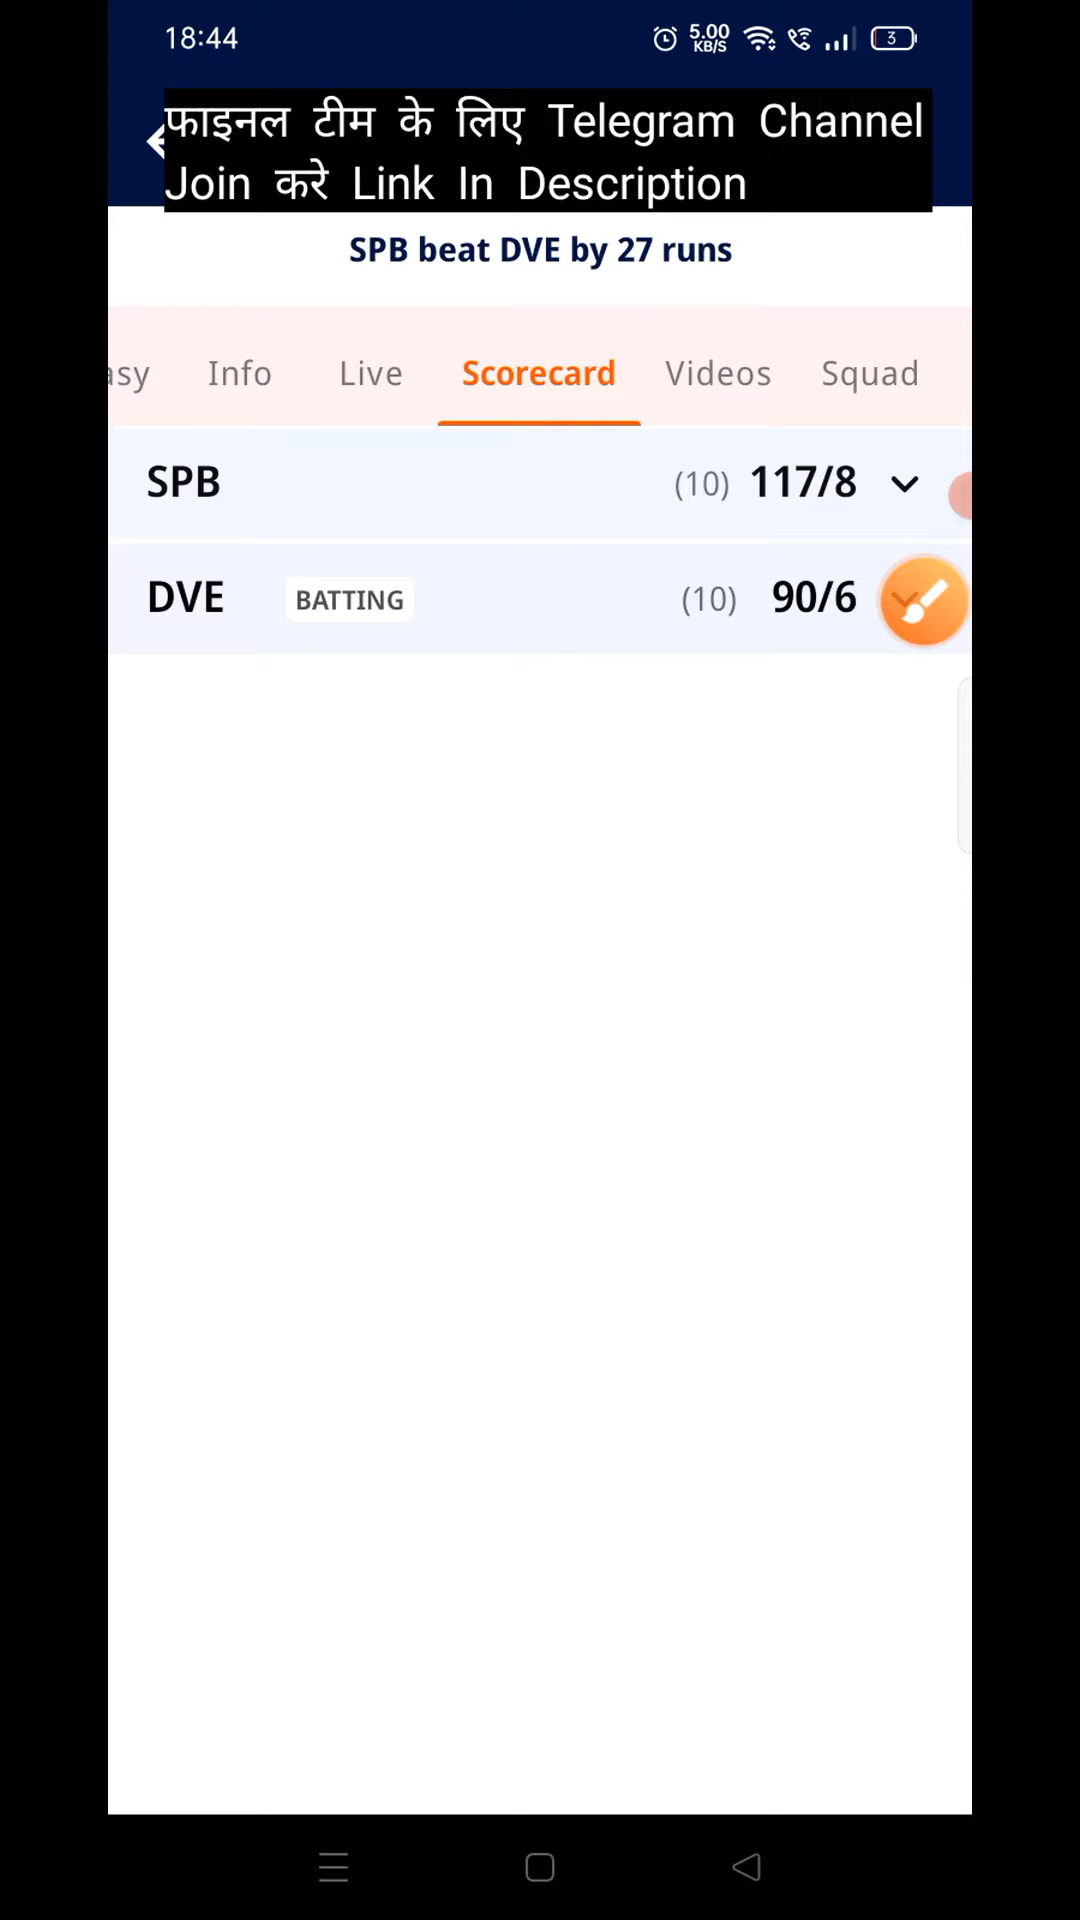 18:44
5.00
KB/S
3
फाइनल टीम के लिए Telegram Channel
Join करे Link In Description
SPB beat DVE by 27 runs
asy Info Live Scorecard Videos Squad
SPB (10) 117/8
DVE BATTING (10) 90/6